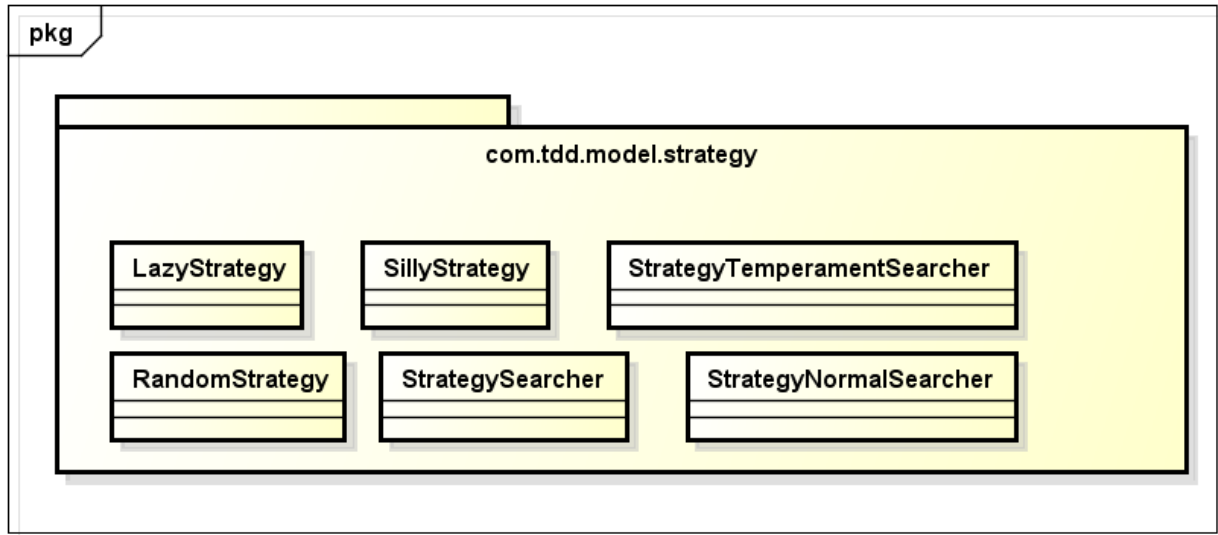 pkg
com.tdd.model.strategy
LazyStrategy
SillyStrategy
StrategyTemperamentSearcher
RandomStrategy
StrategySearcher
StrategyNormalSearcher